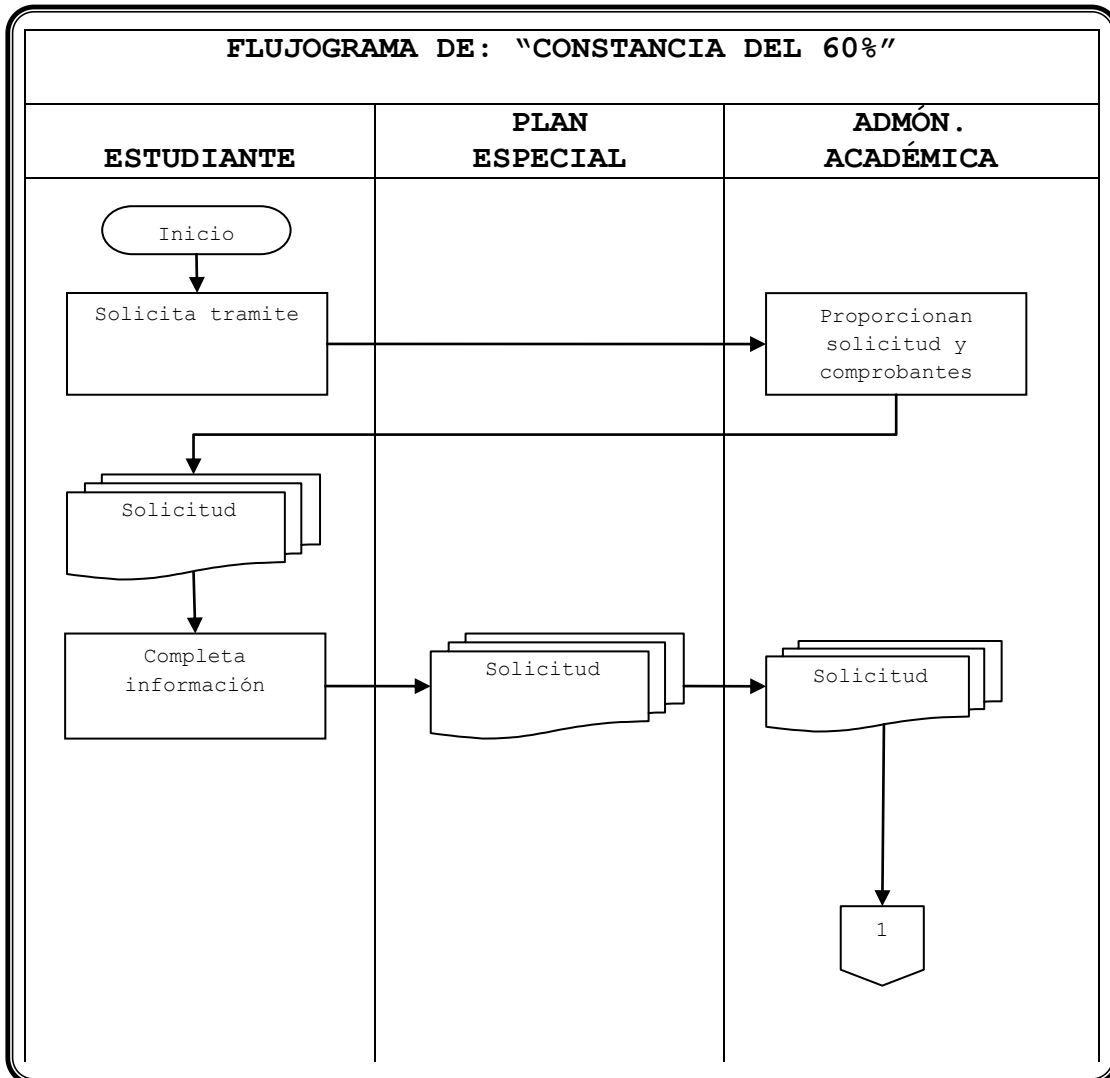 FLUJOGRAMA DE: “CONSTANCIA DEL 60%”
ESTUDIANTE
PLAN
ESPECIAL
ADMÓN.
ACADÉMICA
Inicio
Solicita tramite
Proporcionan
solicitud y
comprobantes
Solicitud
Completa
información
Solicitud
Solicitud
1